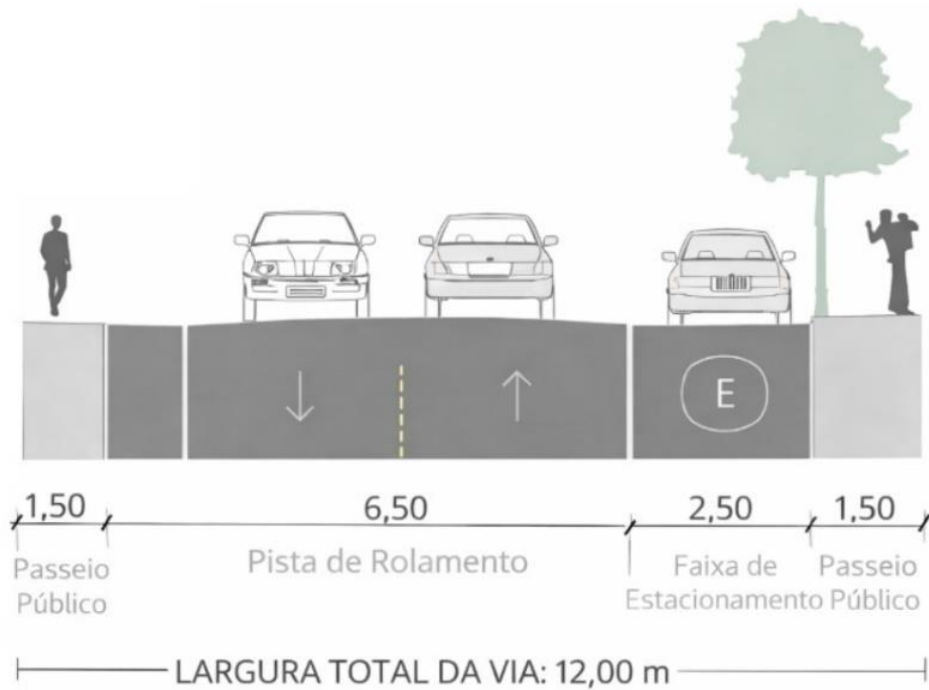 E
1,50 6,50 2,50 1,50
Passeio Público
Pista de Rolamento
Faixa de Estacionamento
Passeio Público
LARGURA TOTAL DA VIA: 12,00 m